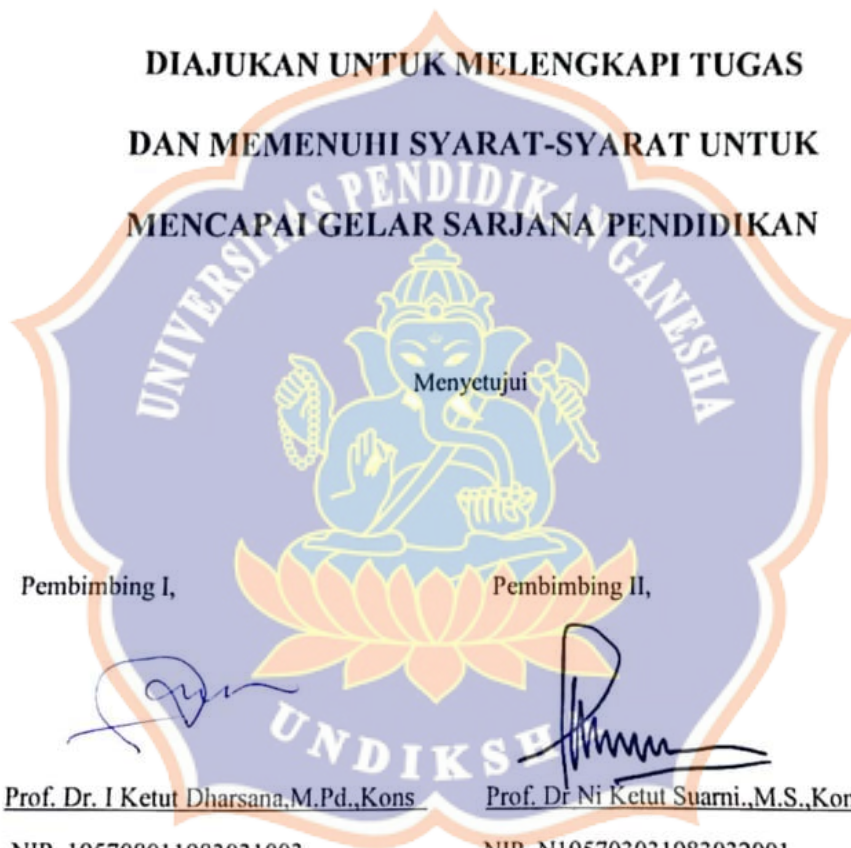 DIAJUKAN UNTUK MELENGKAPI TUGAS
DAN MEMENUHI SYARAT-SYARAT UNTUK
MENCAPAI GELAR SARJANA PENDIDIKAN
UNIVERSITAS PENDIDIKAN GANESHA
Menyetujui
Pembimbing I, Pembimbing II,
UNDIKSHA
Prof. Dr. I Ketut Dharsana,M.Pd.,Kons Prof. Dr Ni Ketut Suarni.,M.S.,Kon